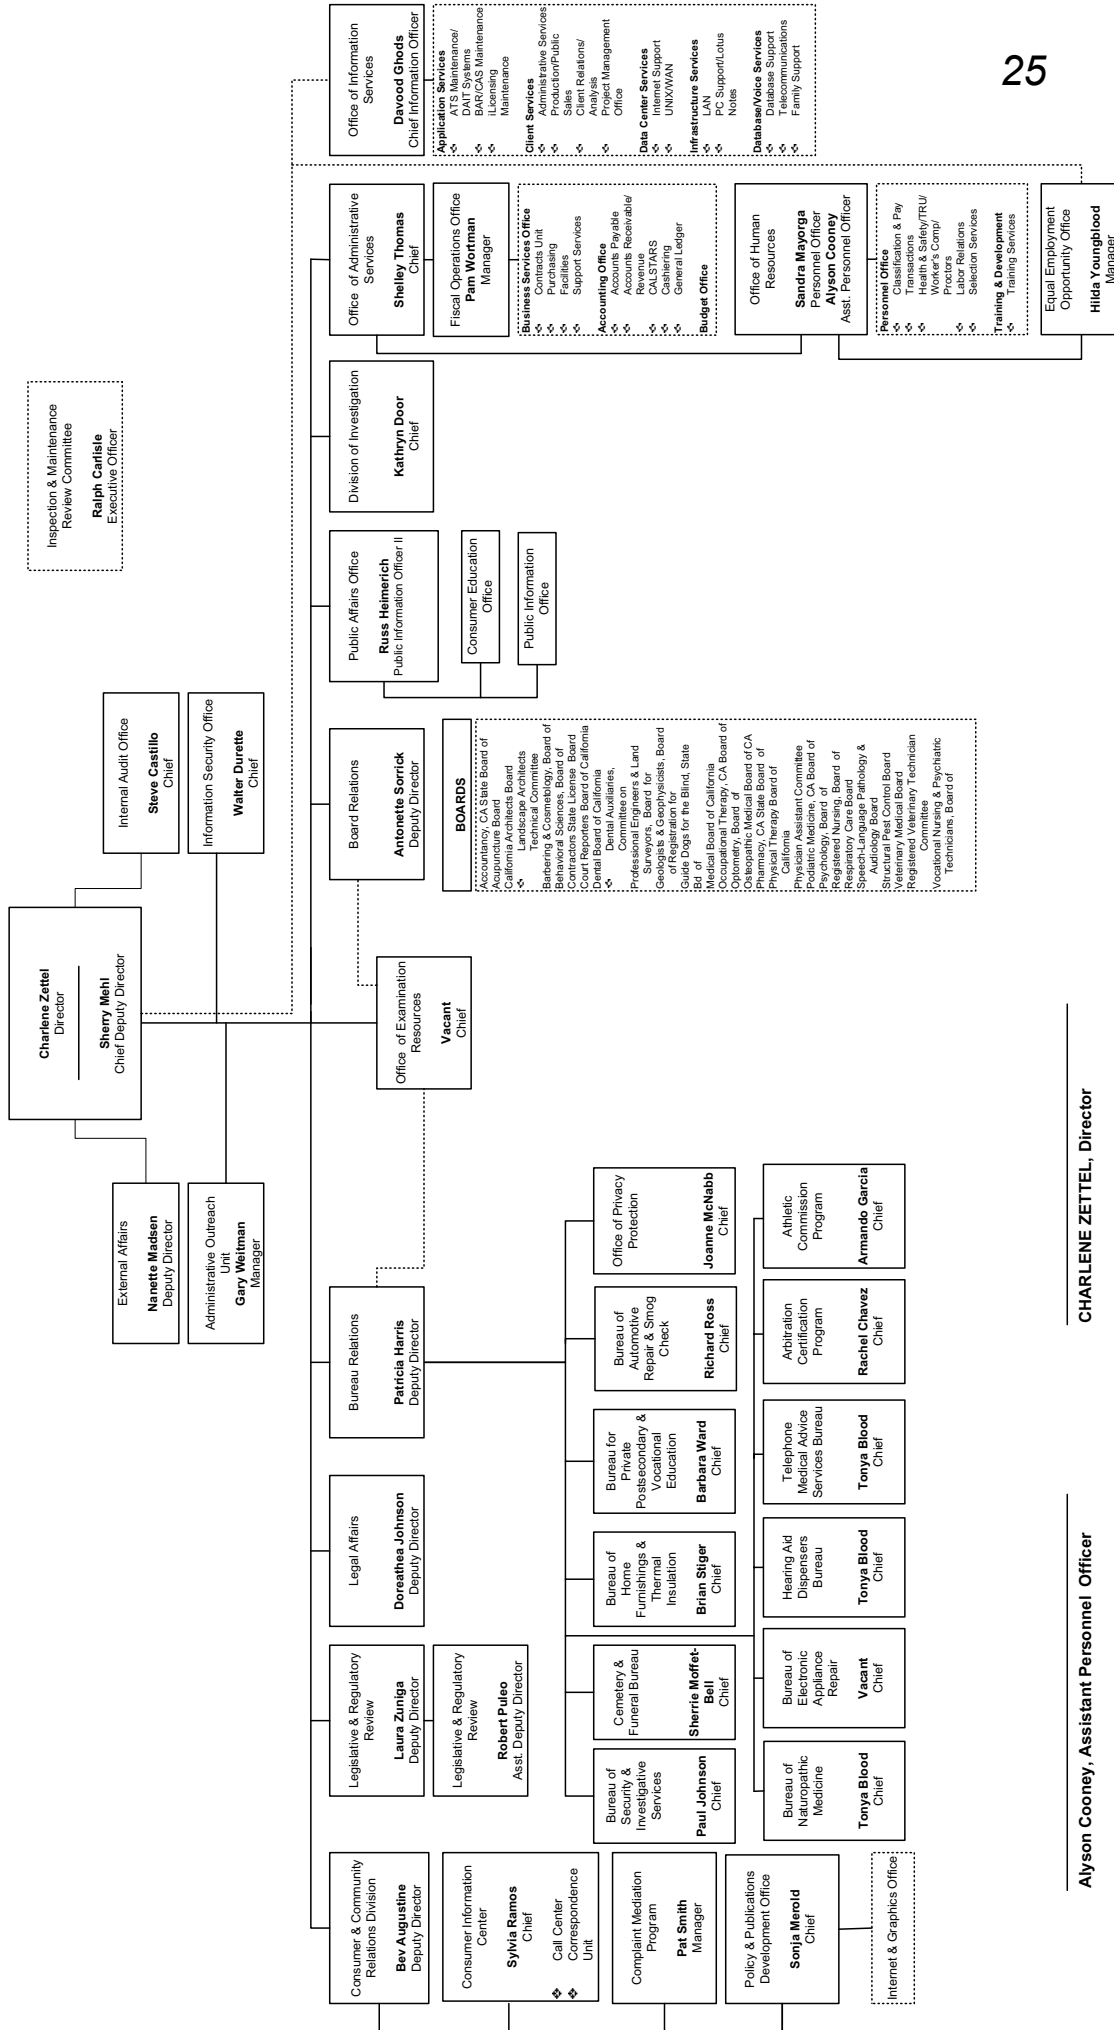 Charlene Zettel
Director
Sherry Mehl
Chief Deputy Director
Inspection & Maintenance
Review Committee
Ralph Carlisle
Executive Officer
External Affairs
Nanette Madsen
Deputy Director
Internal Audit Office
Steve Castillo
Chief
Administrative Outreach
Unit
Gary Weitman
Manager
Information Security Office
Walter Durette
Chief
Consumer & Community
Relations Division
Bev Augustine
Deputy Director
Legislative & Regulatory
Review
Laura Zuniga
Deputy Director
Legal Affairs
Doreathea Johnson
Deputy Director
Bureau Relations
Patricia Harris
Deputy Director
Office of Examination
Resources
Vacant
Chief
Board Relations
Antonette Sorrick
Deputy Director
Public Affairs Office
Russ Heimerich
Public Information Officer II
Division of Investigation
Kathryn Door
Chief
Office of Administrative
Services
Shelley Thomas
Chief
Office of Information
Services
Davood Ghods
Chief Information Officer
Consumer Information
Center
Sylvia Ramos
Chief
❖ Call Center
❖ Correspondence
Unit
Complaint Mediation
Program
Pat Smith
Manager
Policy & Publications
Development Office
Sonja Merold
Chief
Internet & Graphics Office
Legislative & Regulatory
Review
Robert Puleo
Asst. Deputy Director
Bureau of
Security &
Investigative
Services
Paul Johnson
Chief
Cemetery &
Funeral Bureau
Sherrie Moffet-
Bell
Chief
Bureau of
Home
Furnishings &
Thermal
Insulation
Brian Stiger
Chief
Bureau for
Private
Postsecondary &
Vocational
Education
Barbara Ward
Chief
Bureau of
Automotive
Repair & Smog
Check
Richard Ross
Chief
Office of Privacy
Protection
Joanne McNabb
Chief
Bureau of
Naturopathic
Medicine
Tonya Blood
Chief
Bureau of
Electronic
Appliance
Repair
Vacant
Chief
Hearing Aid
Dispensers
Bureau
Tonya Blood
Chief
Telephone
Medical Advice
Services Bureau
Tonya Blood
Chief
Arbitration
Certification
Program
Rachel Chavez
Chief
Athletic
Commission
Program
Armando Garcia
Chief
BOARDS
Accountancy, CA State Board of
Acupuncture Board
California Architects Board
❖ Landscape Architects
Technical Committee
Barbering & Cosmetology, Board of
Behavioral Sciences, Board of
Contractors State License Board
Court Reporters Board of California
Dental Board of California
❖ Dental Auxiliaries,
Committee on
Professional Engineers & Land
Surveyors, Board for
Geologists & Geophysicists, Board
of Registration for
Guide Dogs for the Blind, State
Bd. of
Medical Board of California
Occupational Therapy, CA Board of
Optometry, Board of
Osteopathic Medical Board of CA
Pharmacy, CA State Board of
Physical Therapy Board of
California
Physician Assistant Committee
Podiatric Medicine, CA Board of
Psychology, Board of
Registered Nursing, Board of
Respiratory Care Board
Speech-Language Pathology &
Audiology Board
Structural Pest Control Board
Veterinary Medical Board
Registered Veterinary Technician
Committee
Vocational Nursing & Psychiatric
Technicians, Board of
Consumer Education
Office
Public Information
Office
Fiscal Operations Office
Pam Wortman
Manager
Business Services Office
❖ Contracts Unit
❖ Purchasing
❖ Facilities
❖ Support Services
Accounting Office
❖ Accounts Payable
❖ Accounts Receivable/
Revenue
❖ CALSTARS
❖ Cashiering
❖ General Ledger
Budget Office
Office of Human
Resources
Sandra Mayorga
Personnel Officer
Alyson Cooney
Asst. Personnel Officer
Personnel Office
❖ Classification & Pay
❖ Transactions
❖ Health & Safety/TRU/
Worker's Comp/
Proctors
❖ Labor Relations
❖ Selection Services
Training & Development
❖ Training Services
Equal Employment
Opportunity Office
Hilda Youngblood
Manager
Application Services
❖ ATS Maintenance/
DAIT Systems
❖ BAR/CAS Maintenance
❖ iLicensing
Maintenance
Client Services
❖ Administrative Services
❖ Production/Public
Sales
❖ Client Relations/
Analysis
❖ Project Management
Office
Data Center Services
❖ Internet Support
❖ UNIX/WAN
Infrastructure Services
❖ LAN
❖ PC Support/Lotus
Notes
Database/Voice Services
❖ Database Support
❖ Telecommunications
❖ Family Support
Alyson Cooney, Assistant Personnel Officer
CHARLENE ZETTEL, Director
25